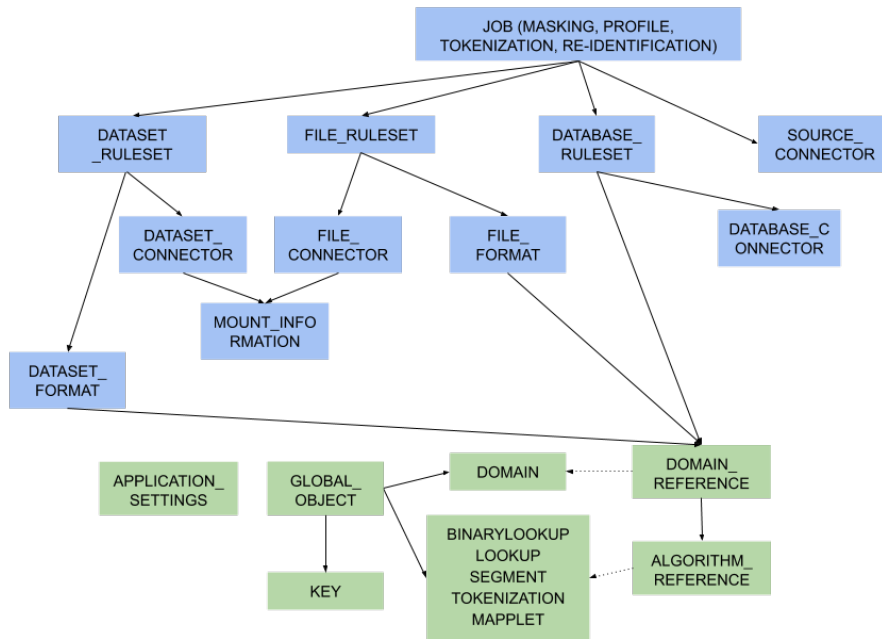 JOB (MASKING, PROFILE,
TOKENIZATION, RE-IDENTIFICATION)
DATASET
_RULESET
FILE_RULESET
DATABASE_
RULESET
SOURCE_
CONNECTOR
DATASET_
CONNECTOR
FILE_
CONNECTOR
FILE_
FORMAT
DATABASE_C
ONNECTOR
MOUNT_INFO
RMATION
DATASET_
FORMAT
APPLICATION_
SETTINGS
GLOBAL_
OBJECT
DOMAIN
DOMAIN_
REFERENCE
KEY
BINARYLOOKUP
LOOKUP
SEGMENT
TOKENIZATION
MAPPLET
ALGORITHM_
REFERENCE